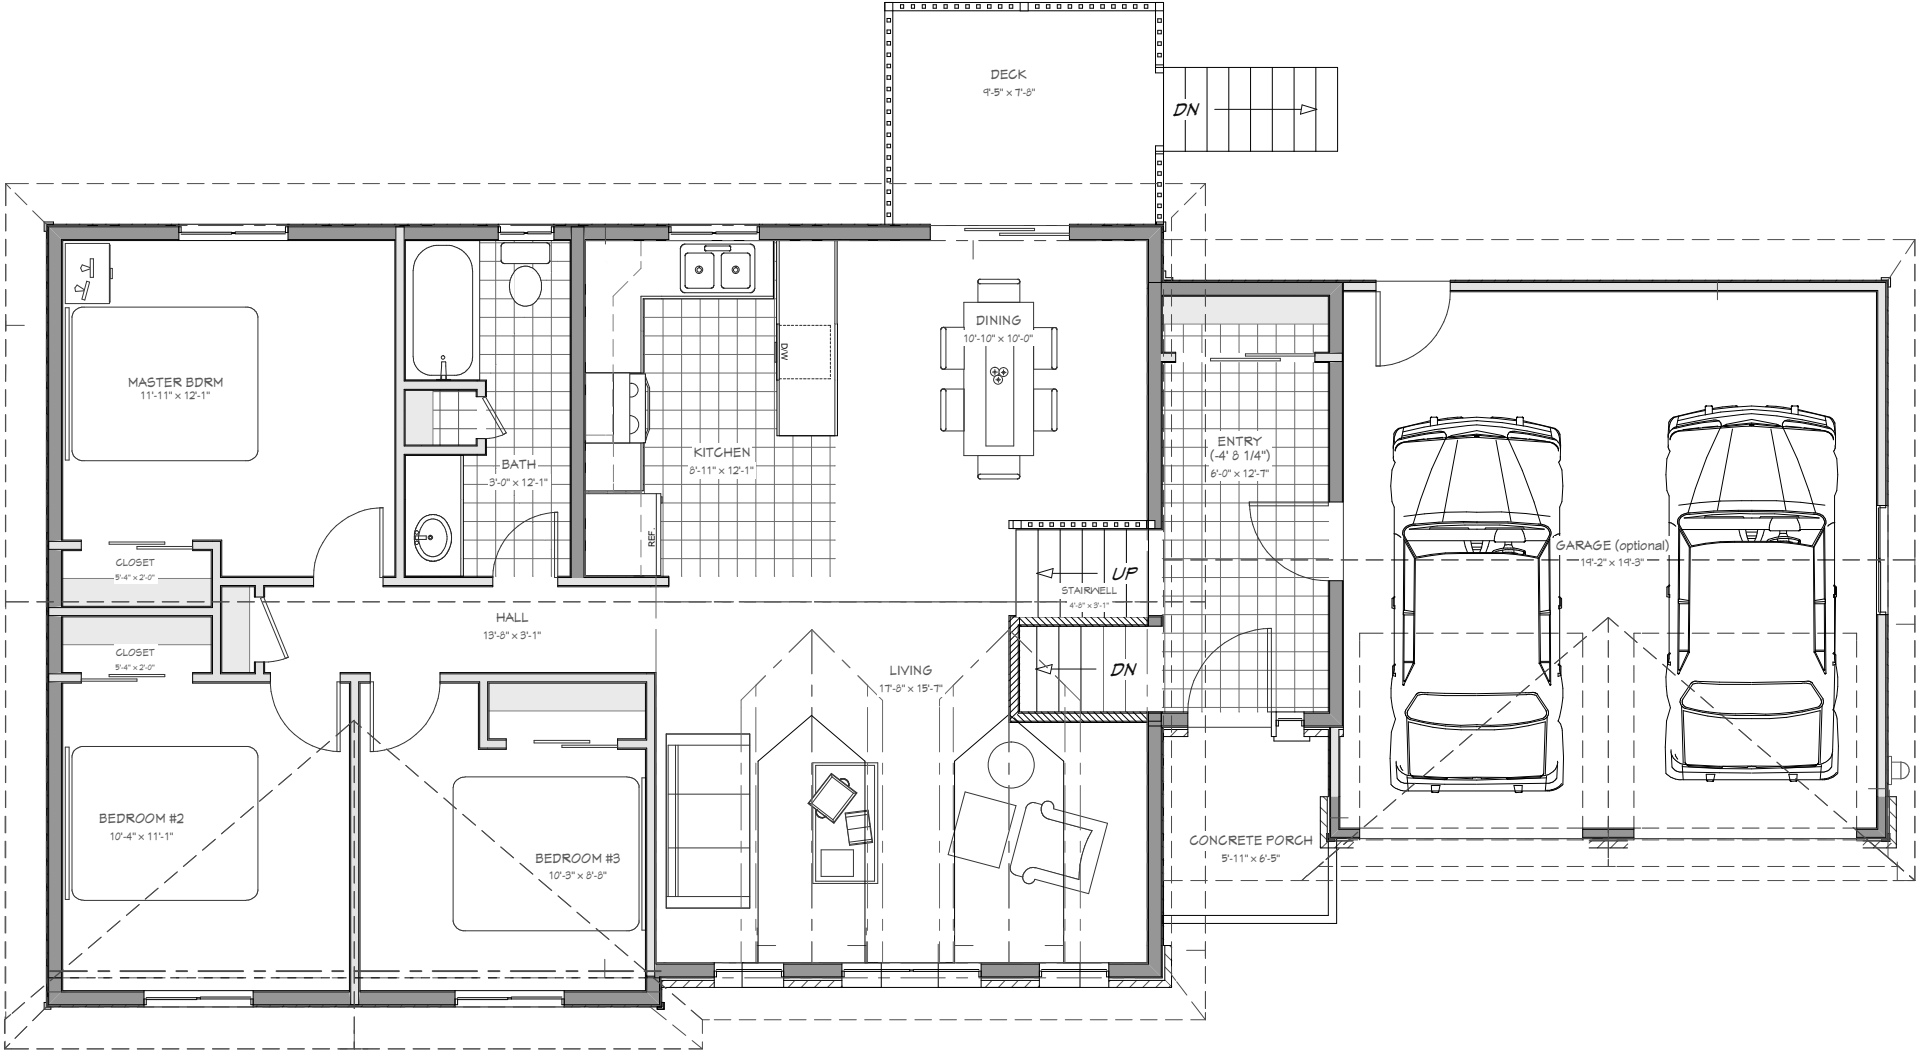 DECK
9'-5" x 7'-8"
DN
MASTER BDRM
11'-11" x 12'-1"
DINING
10'-10" x 10'-0"
D/W
BATH
3'-0" x 12'-1"
KITCHEN
8'-11" x 12'-1"
REF.
ENTRY
(-4' 8 1/4")
6'-0" x 12'-7"
GARAGE (optional)
19'-2" x 19'-3"
CLOSET
5'-4" x 2'-0"
UP
STAIRWELL
4'-8" x 3'-1"
HALL
13'-8" x 3'-1"
CLOSET
5'-4" x 2'-0"
LIVING
17'-8" x 15'-7"
DN
BEDROOM #2
10'-4" x 11'-1"
BEDROOM #3
10'-3" x 8'-8"
CONCRETE PORCH
5'-11" x 6'-5"